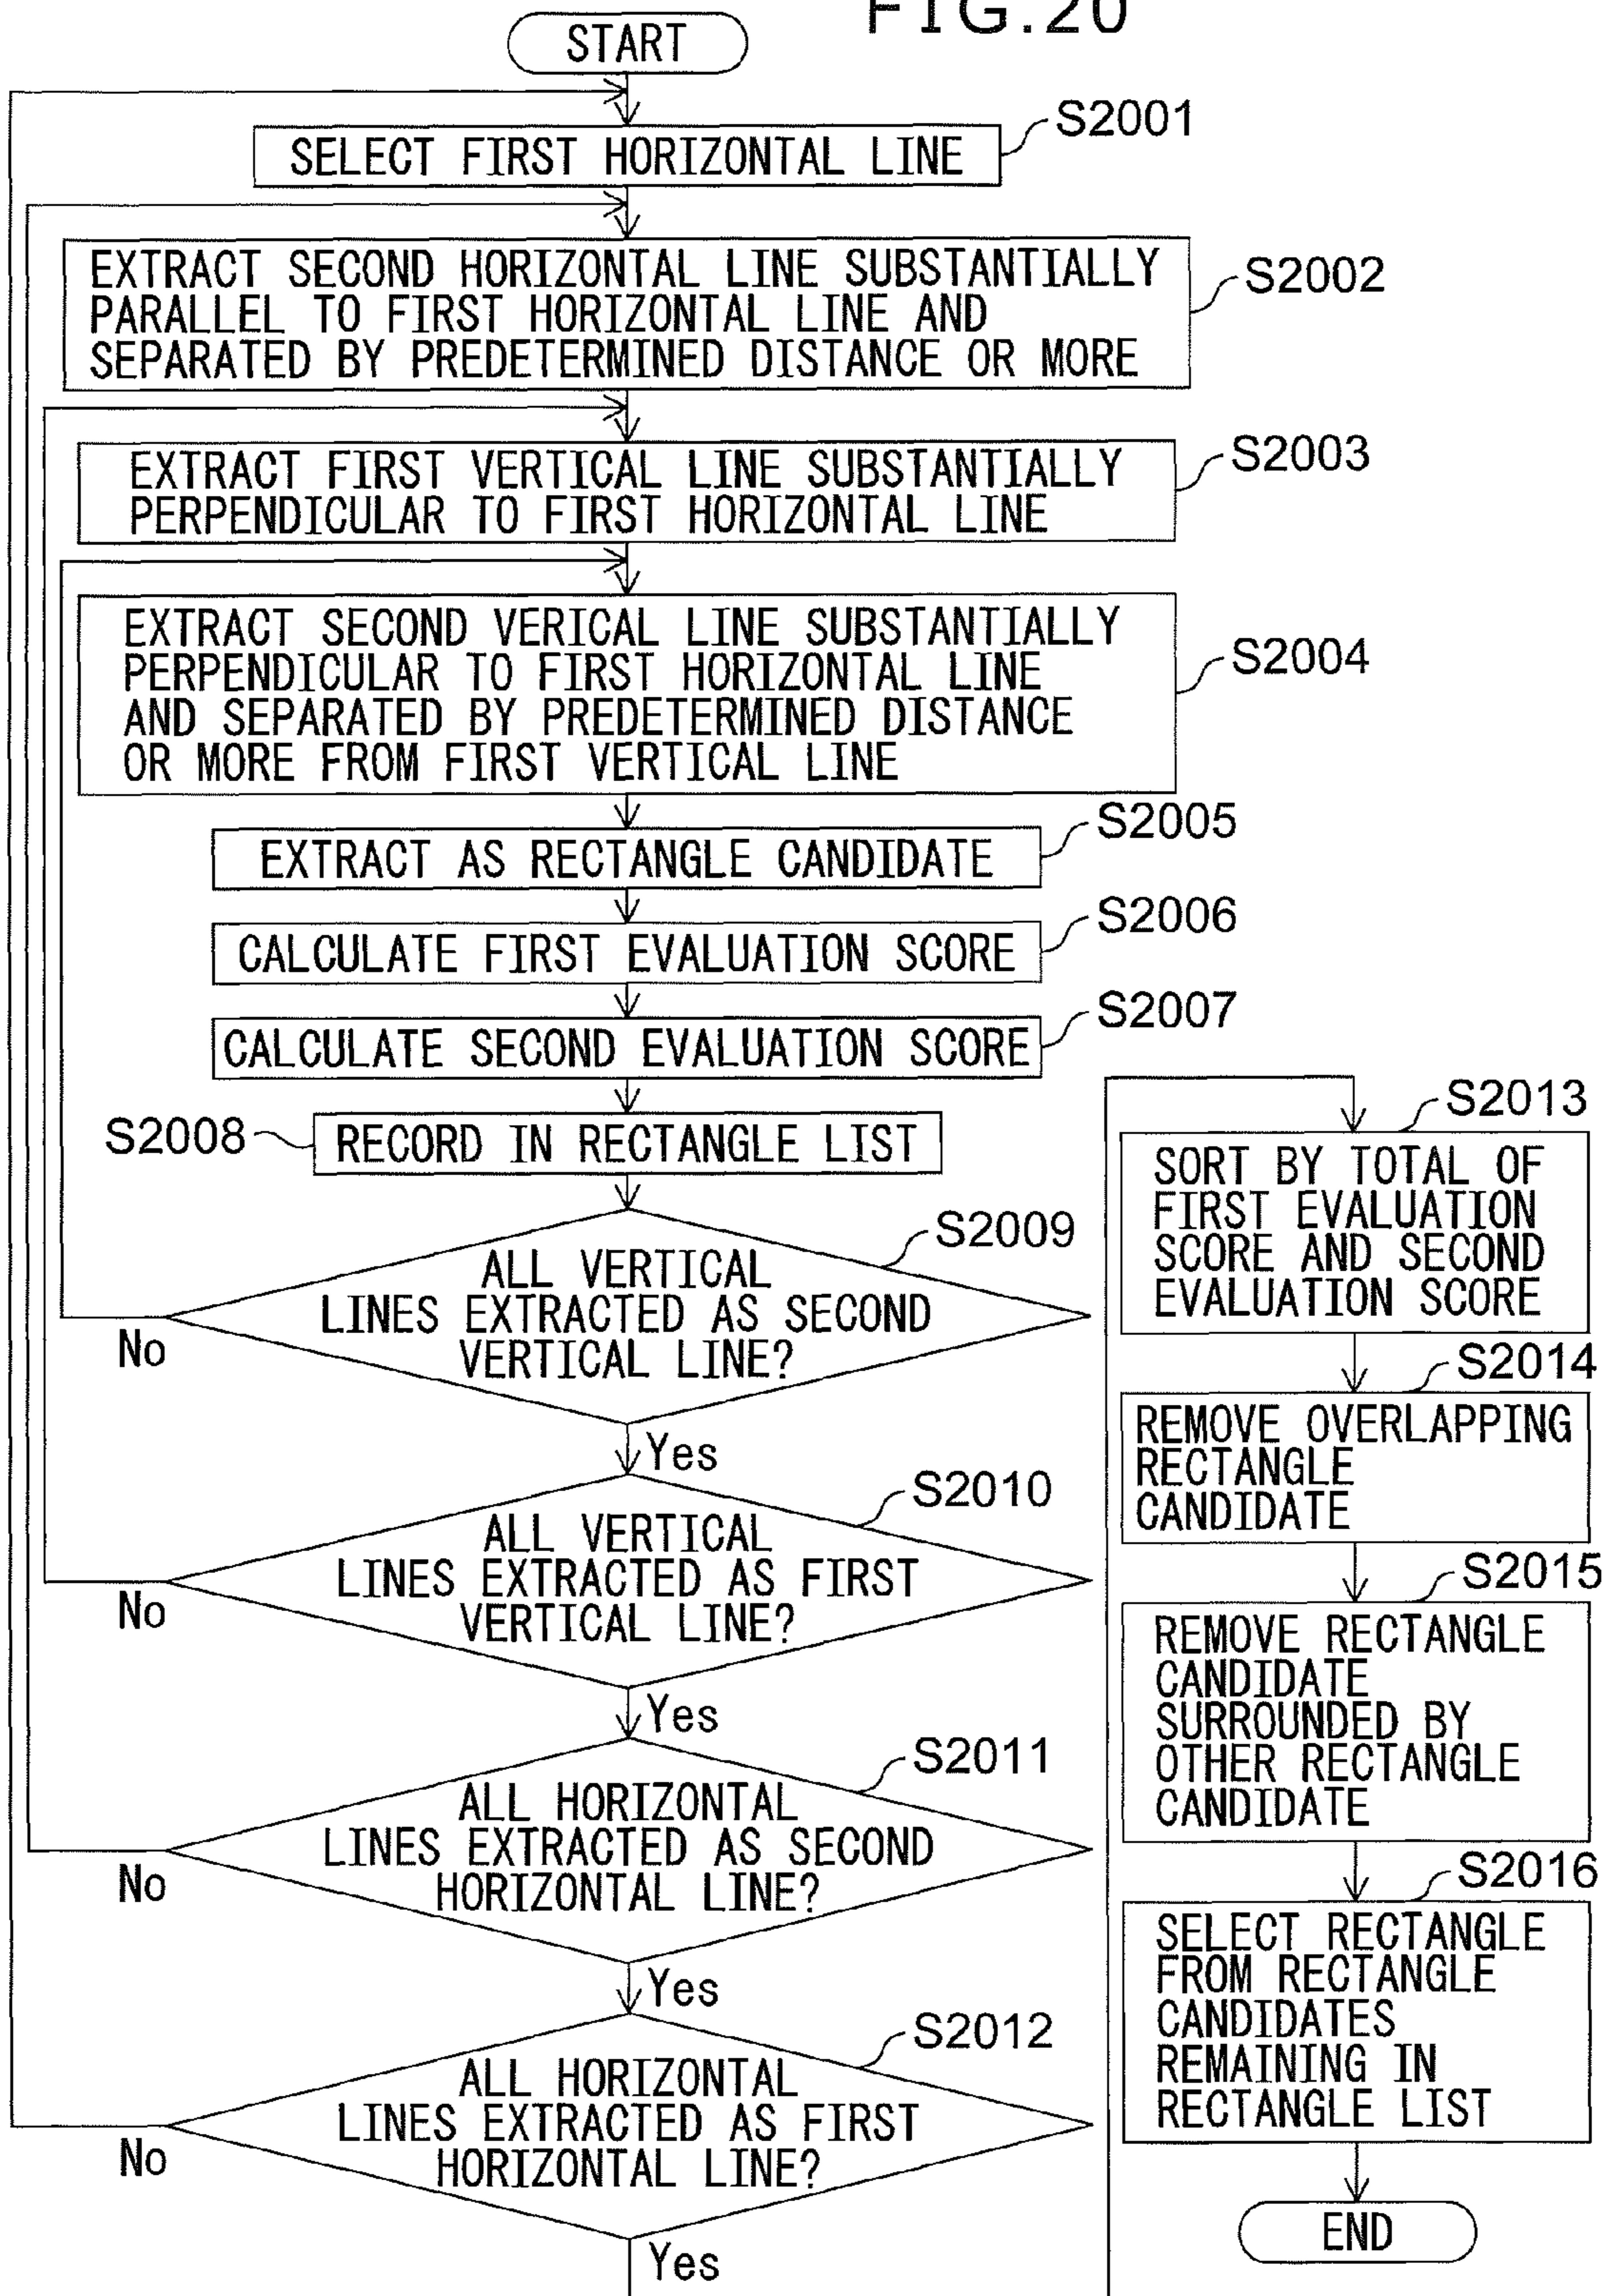 FIG.20
START
S2001
SELECT FIRST HORIZONTAL LINE
S2002
EXTRACT SECOND HORIZONTAL LINE SUBSTANTIALLY
PARALLEL TO FIRST HORIZONTAL LINE AND
SEPARATED BY PREDETERMINED DISTANCE OR MORE
S2003
EXTRACT FIRST VERTICAL LINE SUBSTANTIALLY
PERPENDICULAR TO FIRST HORIZONTAL LINE
S2004
EXTRACT SECOND VERICAL LINE SUBSTANTIALLY
PERPENDICULAR TO FIRST HORIZONTAL LINE
AND SEPARATED BY PREDETERMINED DISTANCE
OR MORE FROM FIRST VERTICAL LINE
S2005
EXTRACT AS RECTANGLE CANDIDATE
S2006
CALCULATE FIRST EVALUATION SCORE
S2007
CALCULATE SECOND EVALUATION SCORE
S2008
RECORD IN RECTANGLE LIST
S2009
ALL VERTICAL
LINES EXTRACTED AS SECOND
VERTICAL LINE?
No
Yes
S2010
ALL VERTICAL
LINES EXTRACTED AS FIRST
VERTICAL LINE?
No
Yes
S2011
ALL HORIZONTAL
LINES EXTRACTED AS SECOND
HORIZONTAL LINE?
No
Yes
S2012
ALL HORIZONTAL
LINES EXTRACTED AS FIRST
HORIZONTAL LINE?
No
Yes
S2013
SORT BY TOTAL OF
FIRST EVALUATION
SCORE AND SECOND
EVALUATION SCORE
S2014
REMOVE OVERLAPPING
RECTANGLE
CANDIDATE
S2015
REMOVE RECTANGLE
CANDIDATE
SURROUNDED BY
OTHER RECTANGLE
CANDIDATE
S2016
SELECT RECTANGLE
FROM RECTANGLE
CANDIDATES
REMAINING IN
RECTANGLE LIST
END